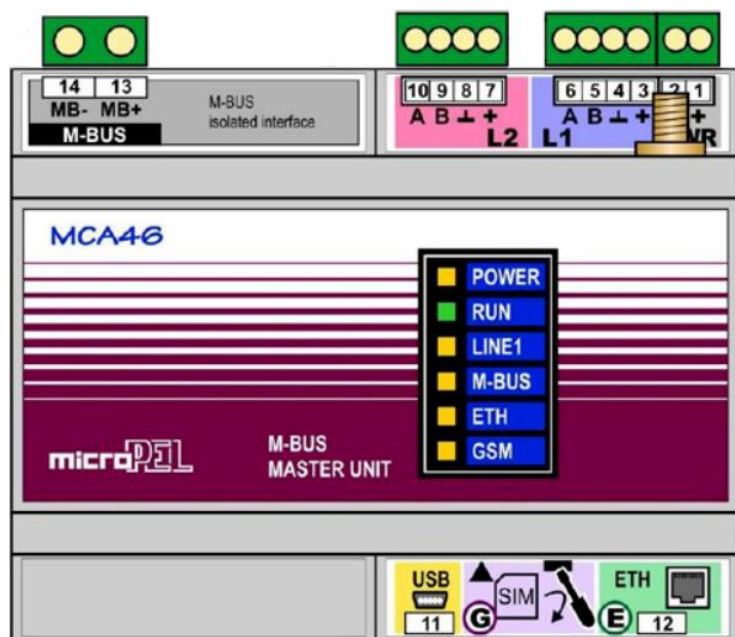 14 13
MB- MB+
M-BUS
M-BUS
isolated interface
10 9 8 7
A B ⊥ +
L2
6 5 4 3 2 1
A B ⊥ + +
L1
MCA46
POWER
RUN
LINE1
M-BUS
ETH
GSM
microPEL
M-BUS
MASTER UNIT
USB
11
G
SIM
E
ETH
12